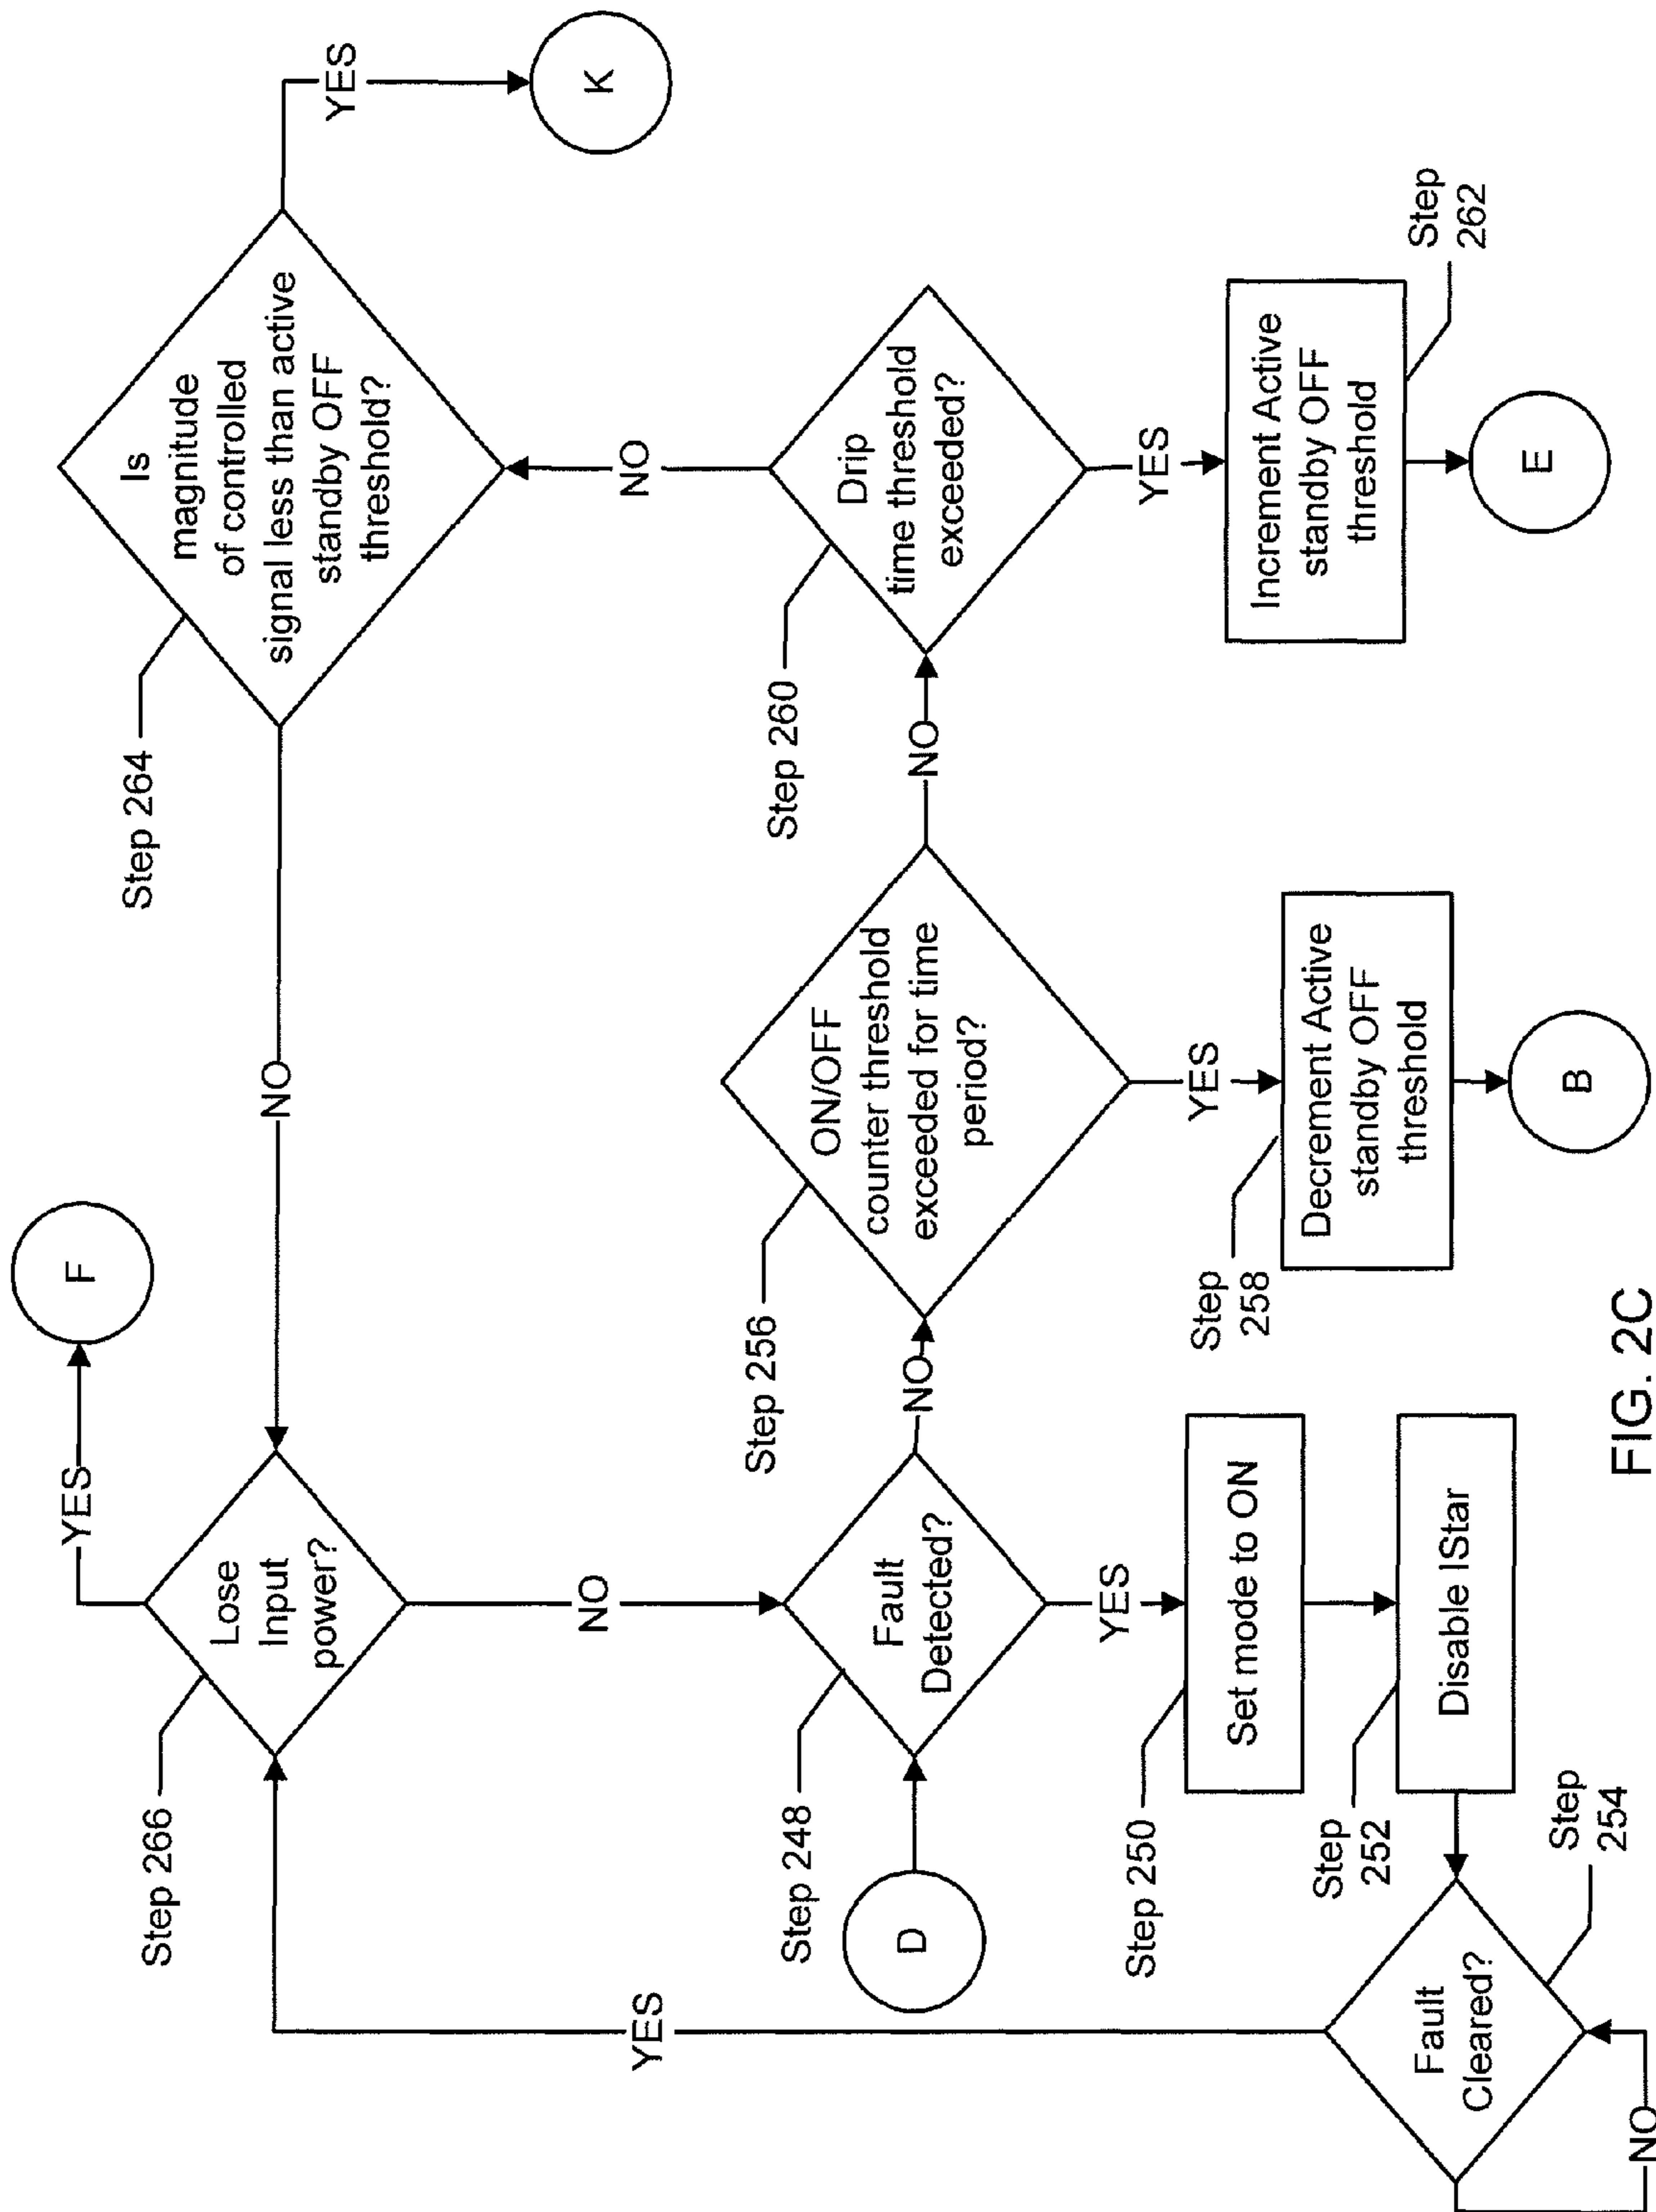 Step 266
Lose
Input
power?
YES
F
NO
Step 264
Is
magnitude
of controlled
signal less than active
standby OFF
threshold?
YES
K
YES
NO
NO
D
Step 248
Fault
Detected?
NO
Step 256
ON/OFF
counter threshold
exceeded for time
period?
NO
Step 260
Drip
time threshold
exceeded?
YES
Step 250
Set mode to ON
YES
Step
258
Decrement Active
standby OFF
threshold
B
YES
Increment Active
standby OFF
threshold
Step
262
E
Step
252
Disable IStar
Fault
Cleared?
Step
254
NO
FIG. 2C